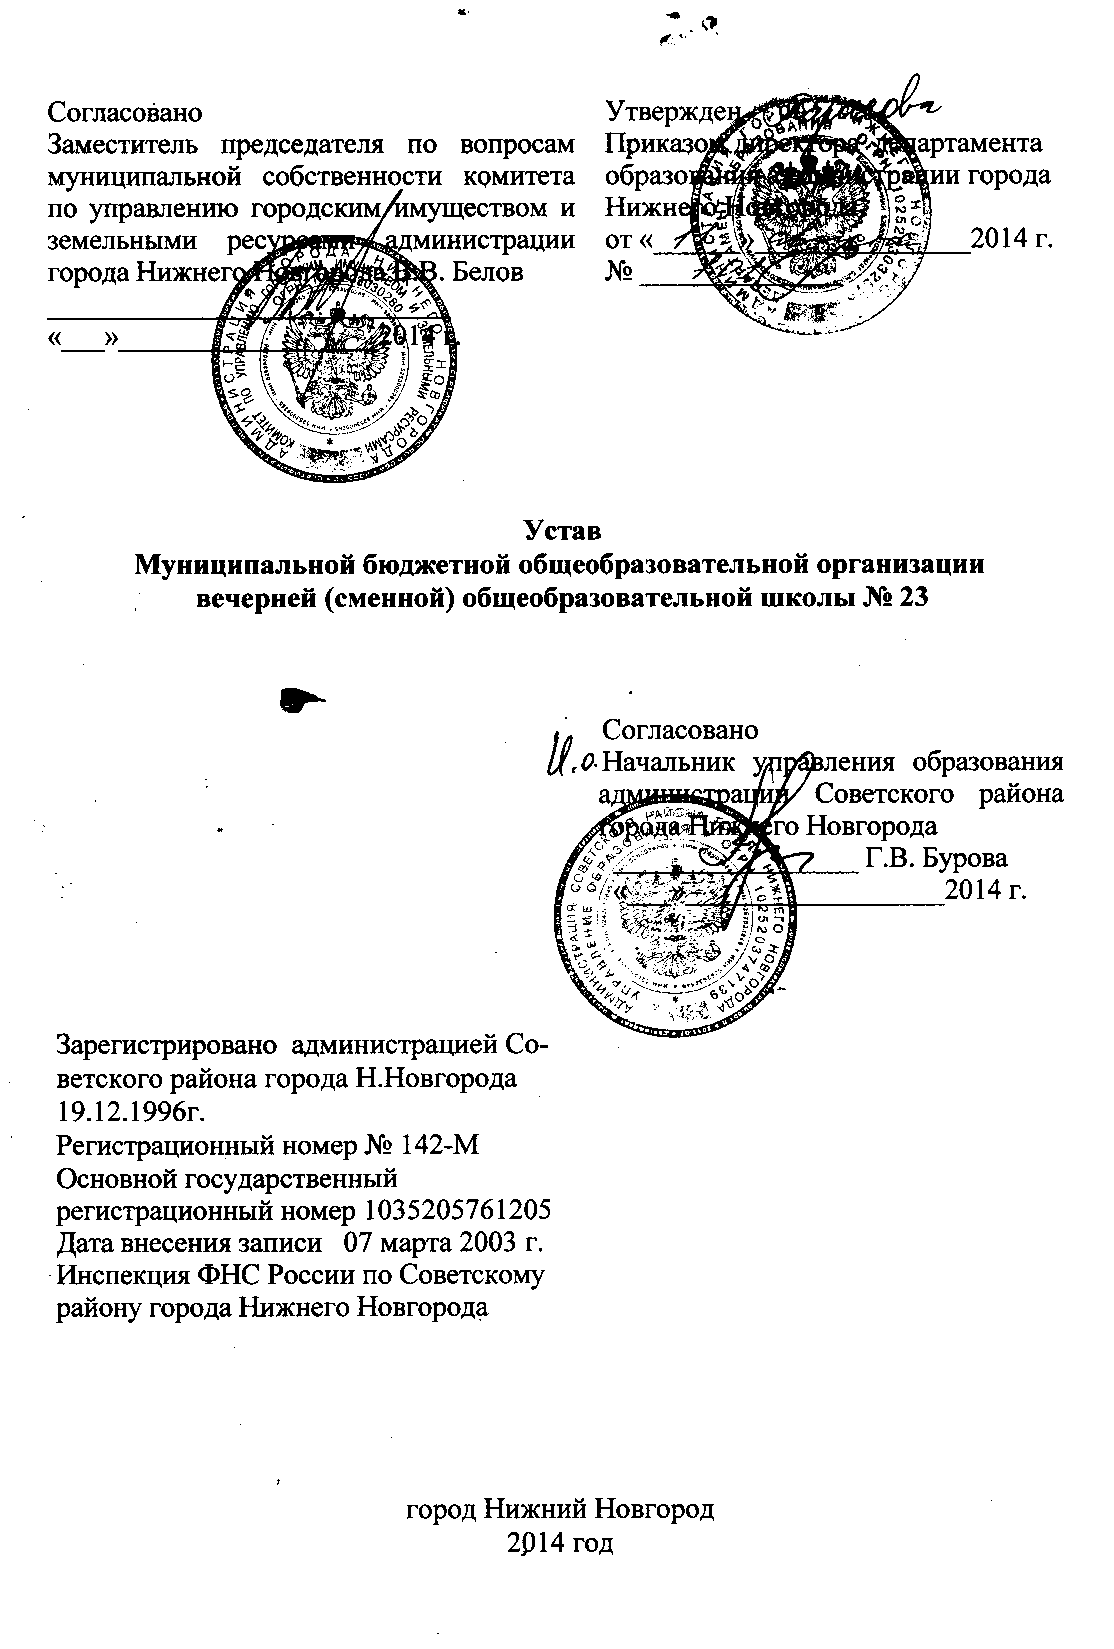 Согласовано
Заместитель председателя по вопросам
муниципальной собственности комитета
по управлению городским имуществом и
земельными ресурсами администрации
города Нижнего Новгорода В.В. Белов
«___»__________________2014 г.
Утвержден
Приказом директора департамента
образования администрации города
Нижнего Новгорода
от «___»_______________2014 г.
№ ____________
Устав
Муниципальной бюджетной общеобразовательной организации
вечерней (сменной) общеобразовательной школы № 23
Согласовано
И.о. Начальник управления образования
администрации Советского района
города Нижнего Новгорода
__________________ Г.В. Бурова
«___»__________________2014 г.
Зарегистрировано администрацией Со-
ветского района города Н.Новгорода
19.12.1996г.
Регистрационный номер № 142-М
Основной государственный
регистрационный номер 1035205761205
Дата внесения записи 07 марта 2003 г.
Инспекция ФНС России по Советскому
району города Нижнего Новгорода
город Нижний Новгород
2014 год